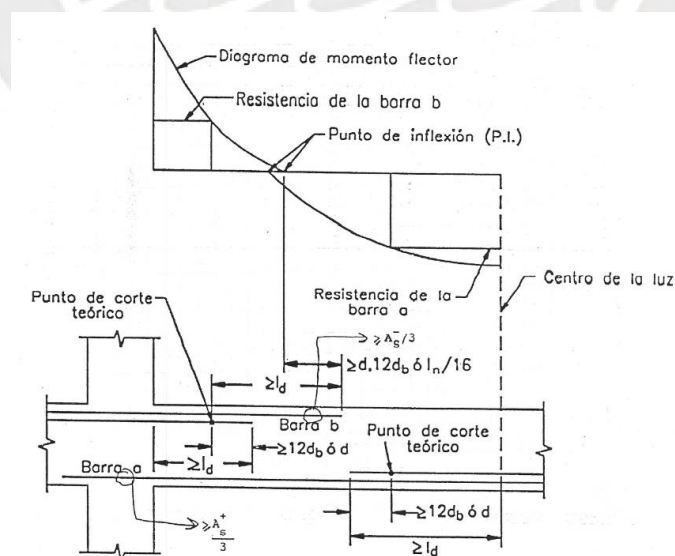 Diagrama de momento flector
Resistencia de la barra b
Punto de inflexión (P.I.)
Centro de la luz
Resistencia de la
barra a
Punto de corte
teórico
≥ A_s^-/3
≥d,12d_b ó l_n/16
≥l_d
Barra b
≥12d_b ó d
Punto de corte
teórico
≥l_d
Barra a
≥12d_b ó d
≥ A_s^+
3
≥l_d